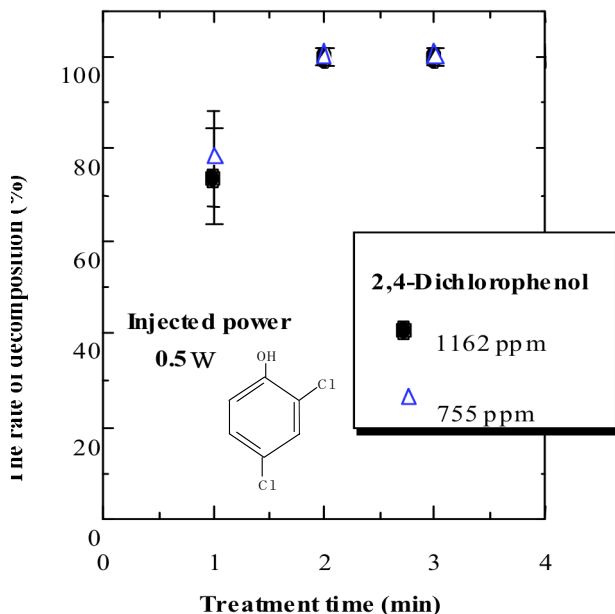 The rate of decomposition (%)
100
80
60
40
20
0
0 1 2 3 4
Treatment time (min)
Injected power
0.5 W
OH
Cl
Cl
2,4-Dichlorophenol
1162 ppm
755 ppm